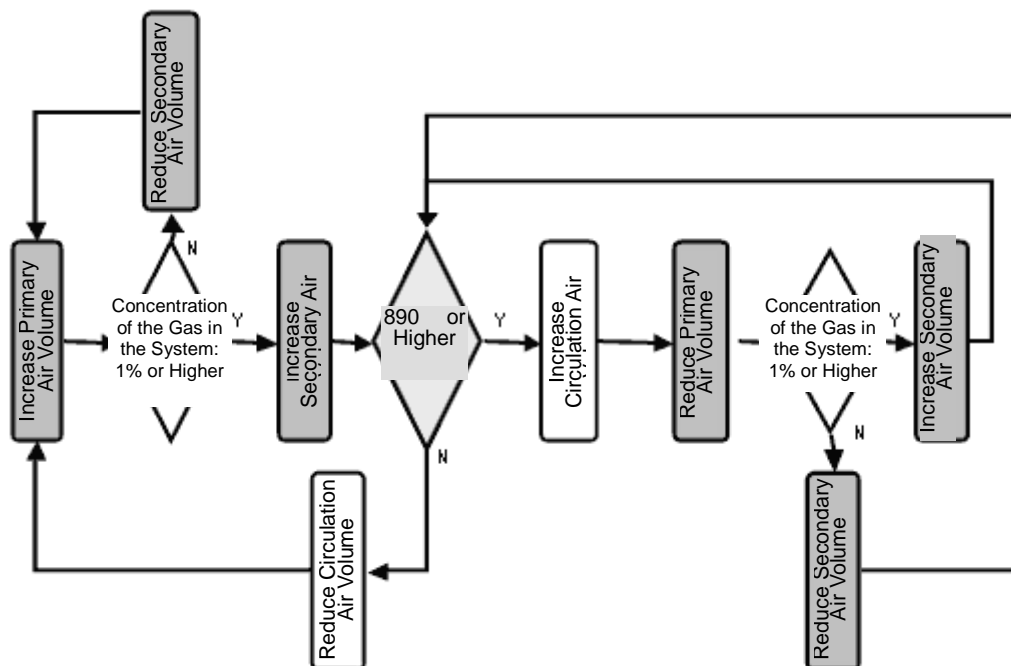 Reduce Secondary
Air Volume
N
Increase Primary
Air Volume
Concentration
of the Gas in
the System:
1% or Higher
Y
Increase
Secondary Air
890 or
Higher
Y
N
Increase
Circulation Air
Reduce Primary
Air Volume
Concentration
of the Gas in
the System:
1% or Higher
Y
N
Increase Secondary
Air Volume
Reduce Circulation
Air Volume
Reduce Secondary
Air Volume